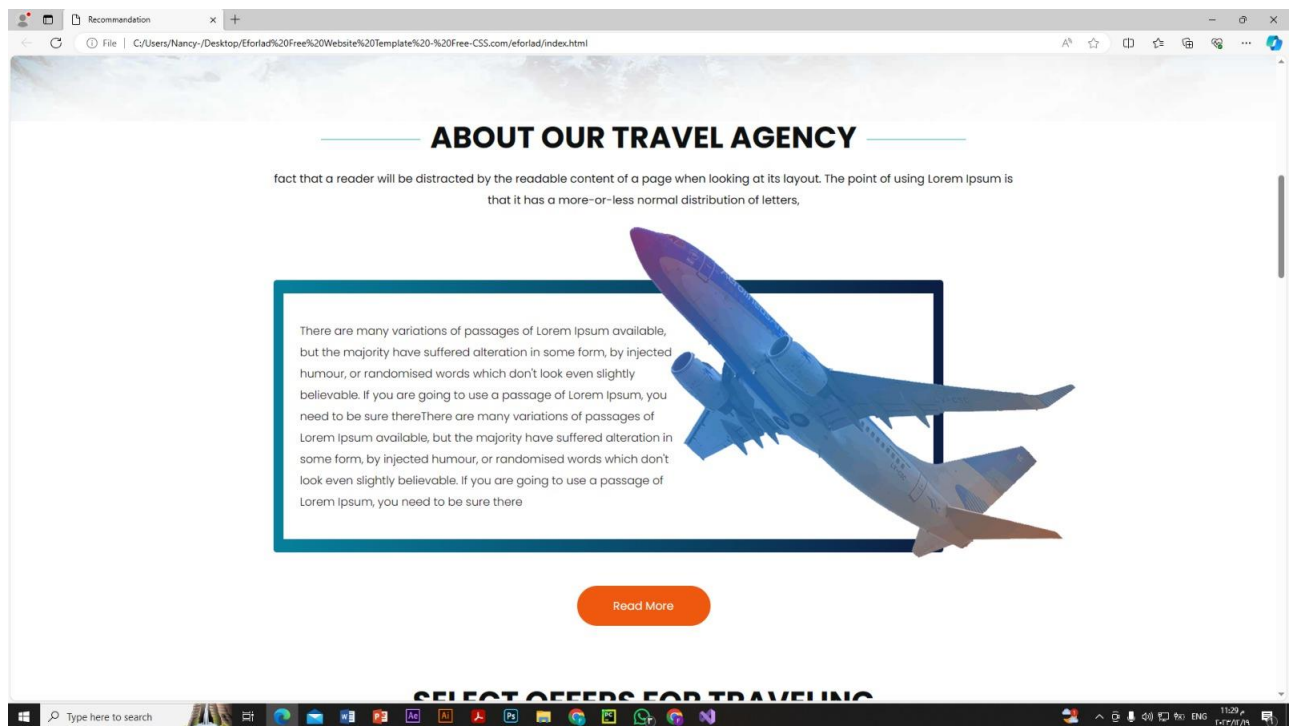 Recommandation
File
C:/Users/Nancy-/Desktop/Eforlad%20Free%20Website%20Template%20-%20Free-CSS.com/eforlad/index.html
ABOUT OUR TRAVEL AGENCY
fact that a reader will be distracted by the readable content of a page when looking at its layout. The point of using Lorem Ipsum is
that it has a more-or-less normal distribution of letters,
There are many variations of passages of Lorem Ipsum available,
but the majority have suffered alteration in some form, by injected
humour, or randomised words which don't look even slightly
believable. If you are going to use a passage of Lorem Ipsum, you
need to be sure thereThere are many variations of passages of
Lorem Ipsum available, but the majority have suffered alteration in
some form, by injected humour, or randomised words which don't
look even slightly believable. If you are going to use a passage of
Lorem Ipsum, you need to be sure there
Read More
SELECT OFFERS FOR TRAVELING
Type here to search
ENG
11:29 م